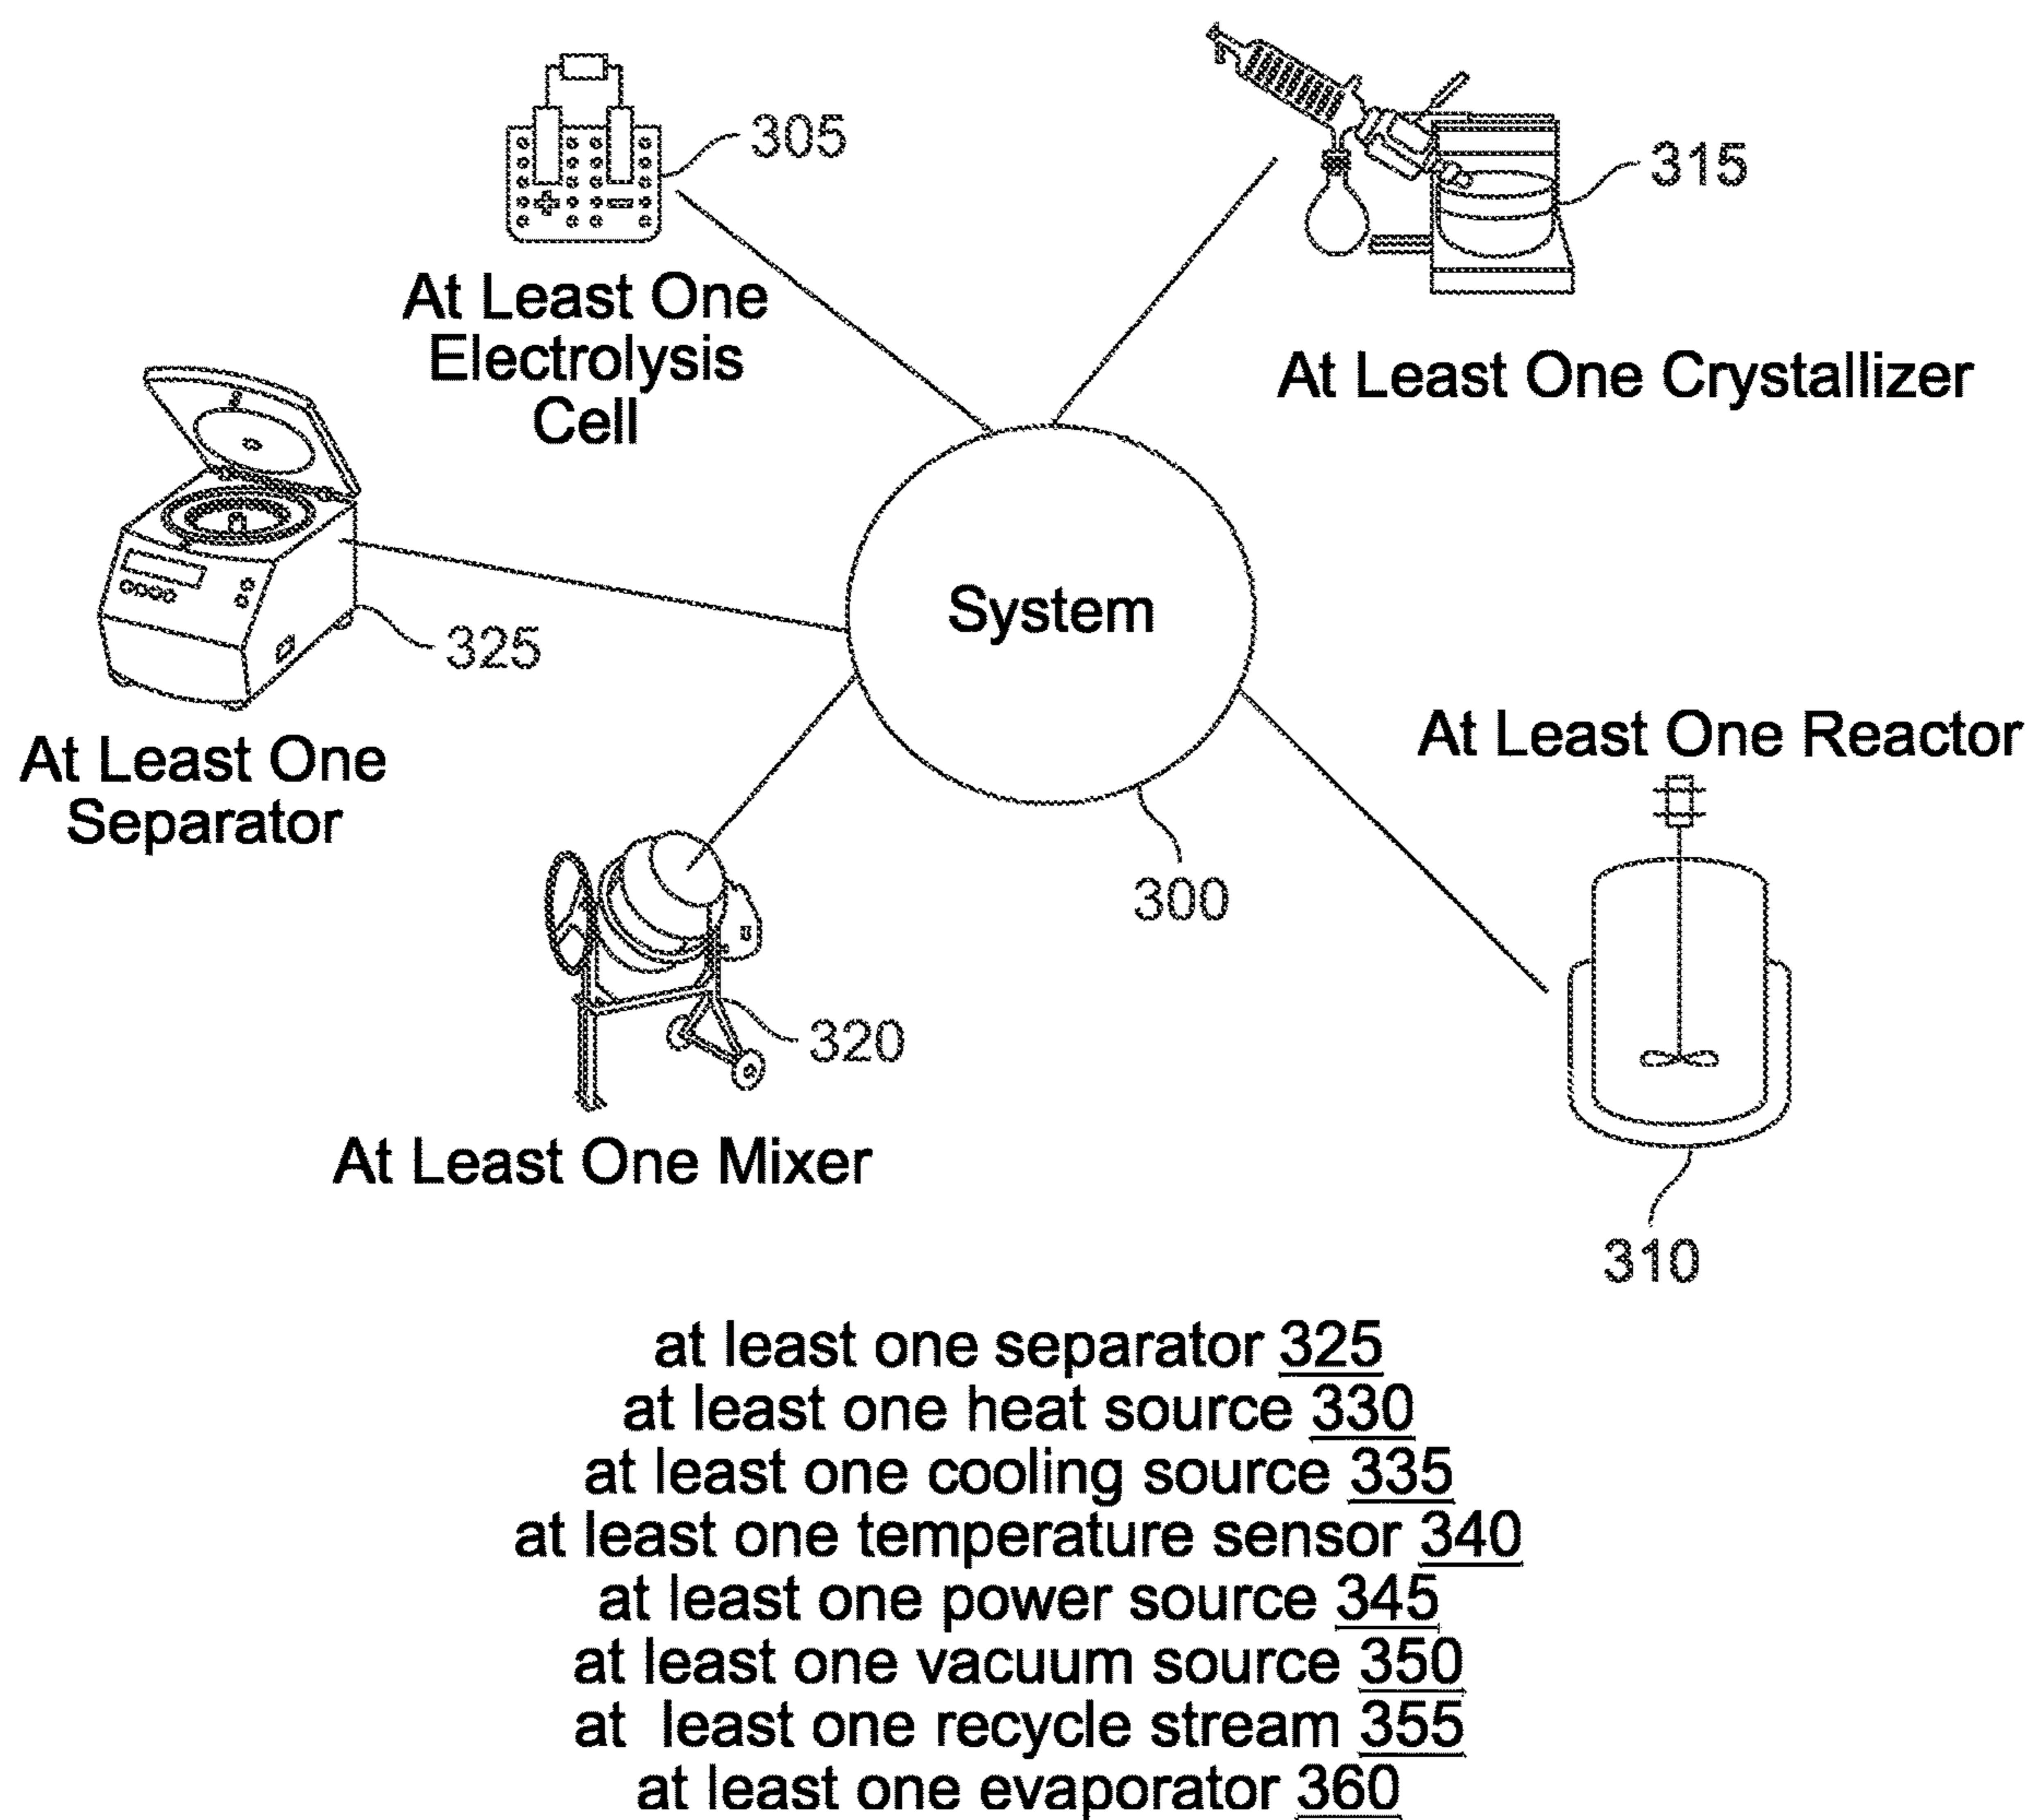 305
315
At Least One
Electrolysis
Cell
At Least One Crystallizer
System
325
At Least One
Separator
At Least One Reactor
300
320
At Least One Mixer
310
at least one separator 325
at least one heat source 330
at least one cooling source 335
at least one temperature sensor 340
at least one power source 345
at least one vacuum source 350
at least one recycle stream 355
at least one evaporator 360